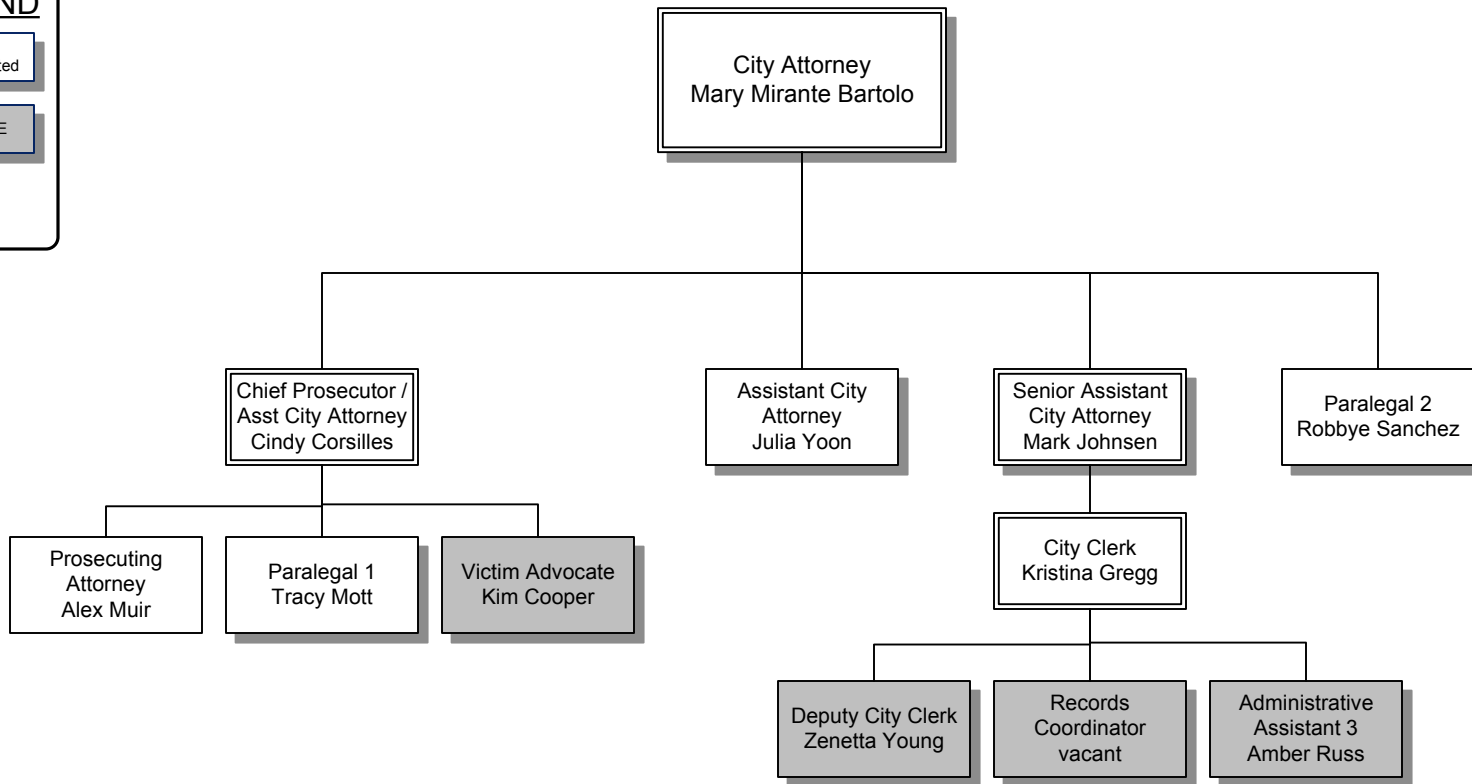 City Attorney
Mary Mirante Bartolo
Chief Prosecutor /
Asst City Attorney
Cindy Corsilles
Assistant City
Attorney
Julia Yoon
Senior Assistant
City Attorney
Mark Johnsen
Paralegal 2
Robbye Sanchez
Prosecuting
Attorney
Alex Muir
Paralegal 1
Tracy Mott
Victim Advocate
Kim Cooper
City Clerk
Kristina Gregg
Deputy City Clerk
Zenetta Young
Records
Coordinator
vacant
Administrative
Assistant 3
Amber Russ